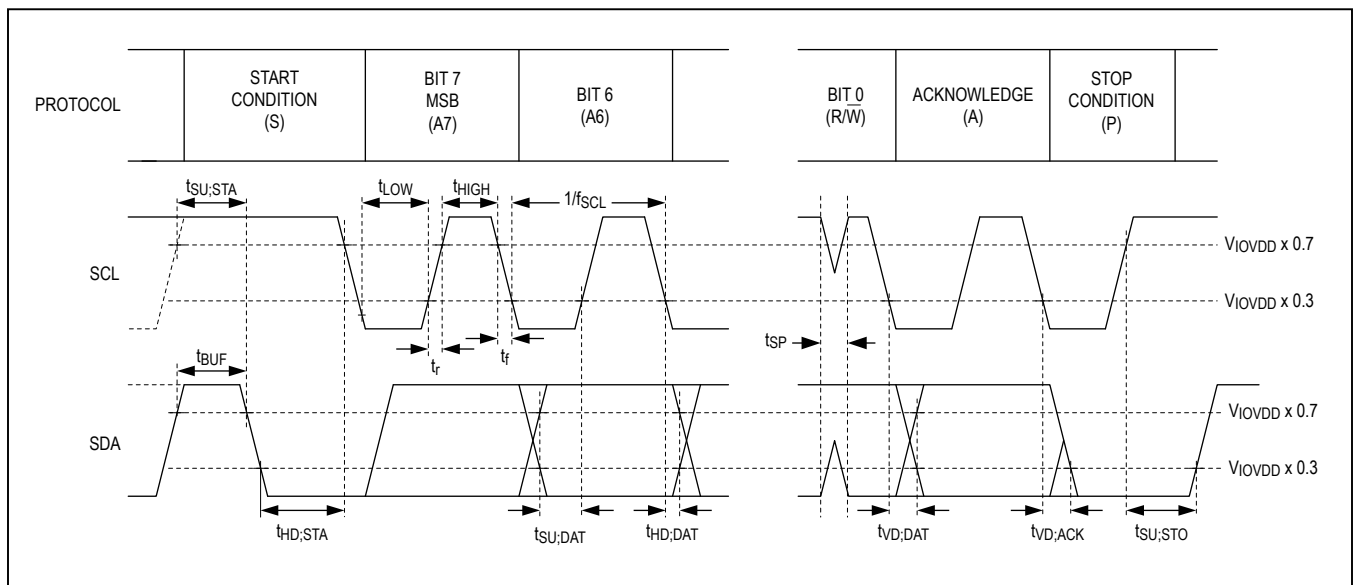 PROTOCOL
START
CONDITION
(S)
BIT 7
MSB
(A7)
BIT 6
(A6)
BIT 0
(R/W̅)
ACKNOWLEDGE
(A)
STOP
CONDITION
(P)
tSU;STA
tLOW
tHIGH
1/fSCL
SCL
VIOVDD x 0.7
VIOVDD x 0.3
tBUF
tr
tf
tSP
SDA
VIOVDD x 0.7
VIOVDD x 0.3
tHD;STA
tSU;DAT
tHD;DAT
tVD;DAT
tVD;ACK
tSU;STO